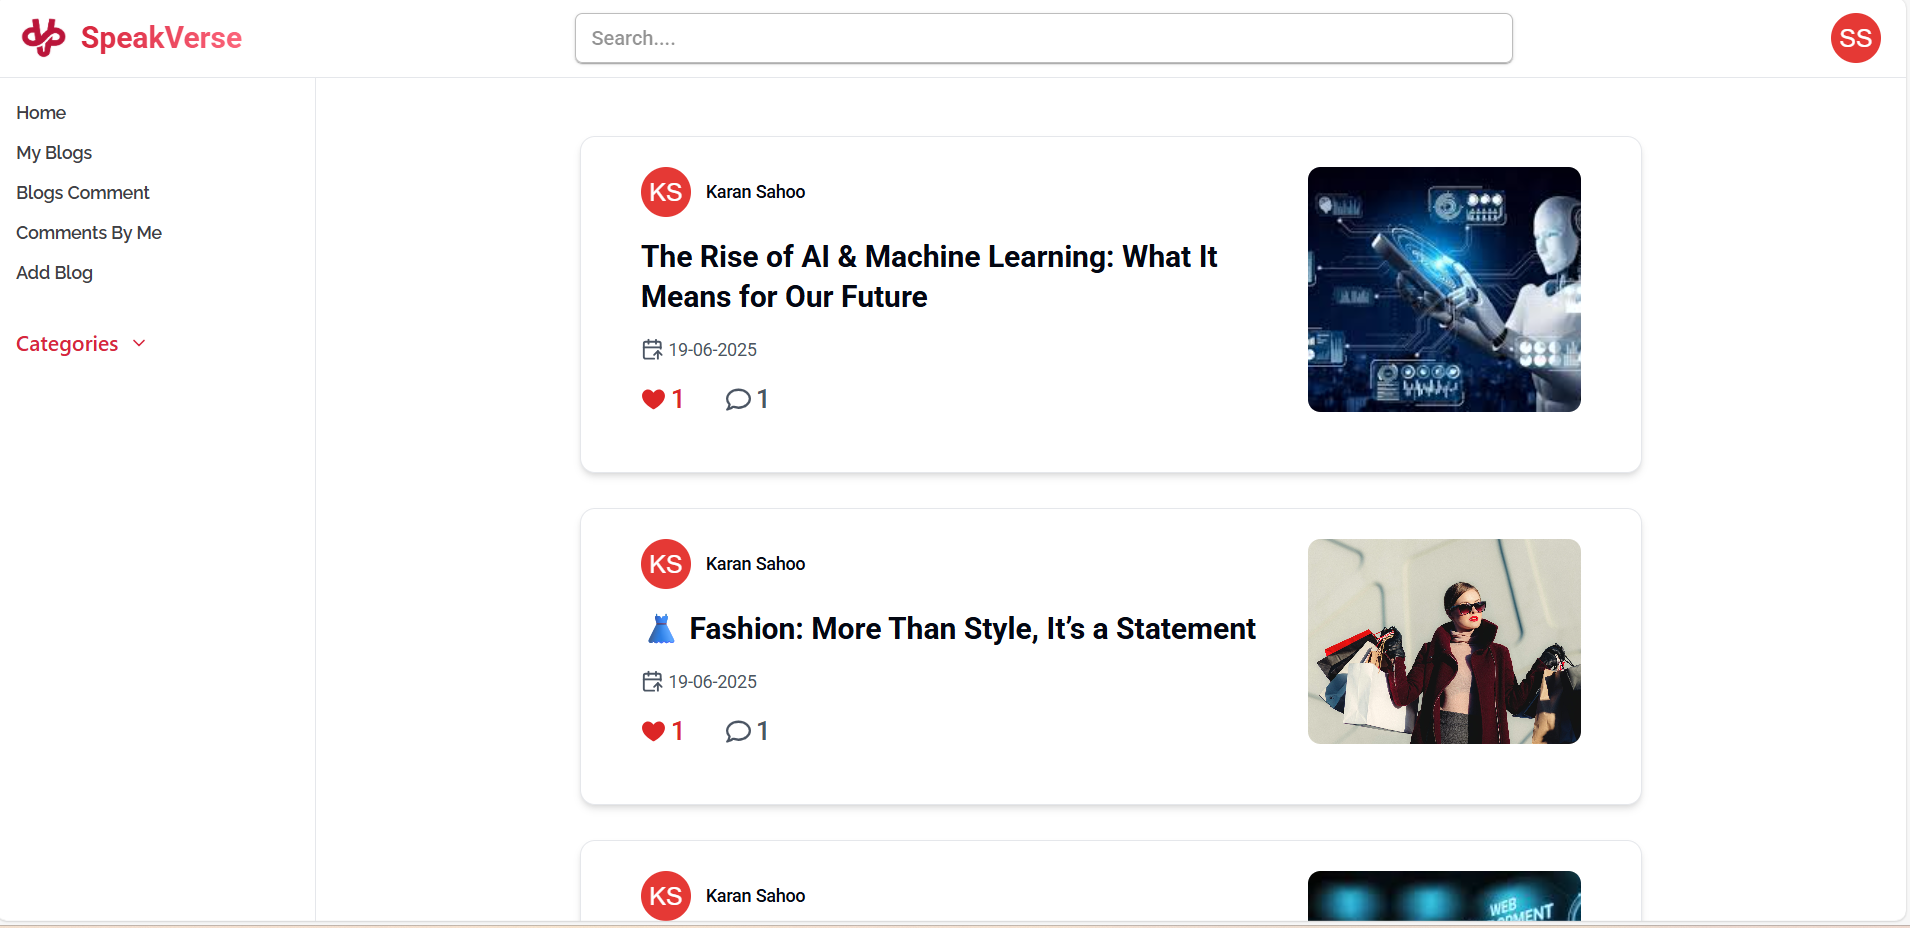 SpeakVerse
Search....
SS
Home
My Blogs
Blogs Comment
Comments By Me
Add Blog
Categories
KS Karan Sahoo
The Rise of AI & Machine Learning: What It
Means for Our Future
19-06-2025
1 1
KS Karan Sahoo
👗 Fashion: More Than Style, It’s a Statement
19-06-2025
1 1
KS Karan Sahoo
WEB